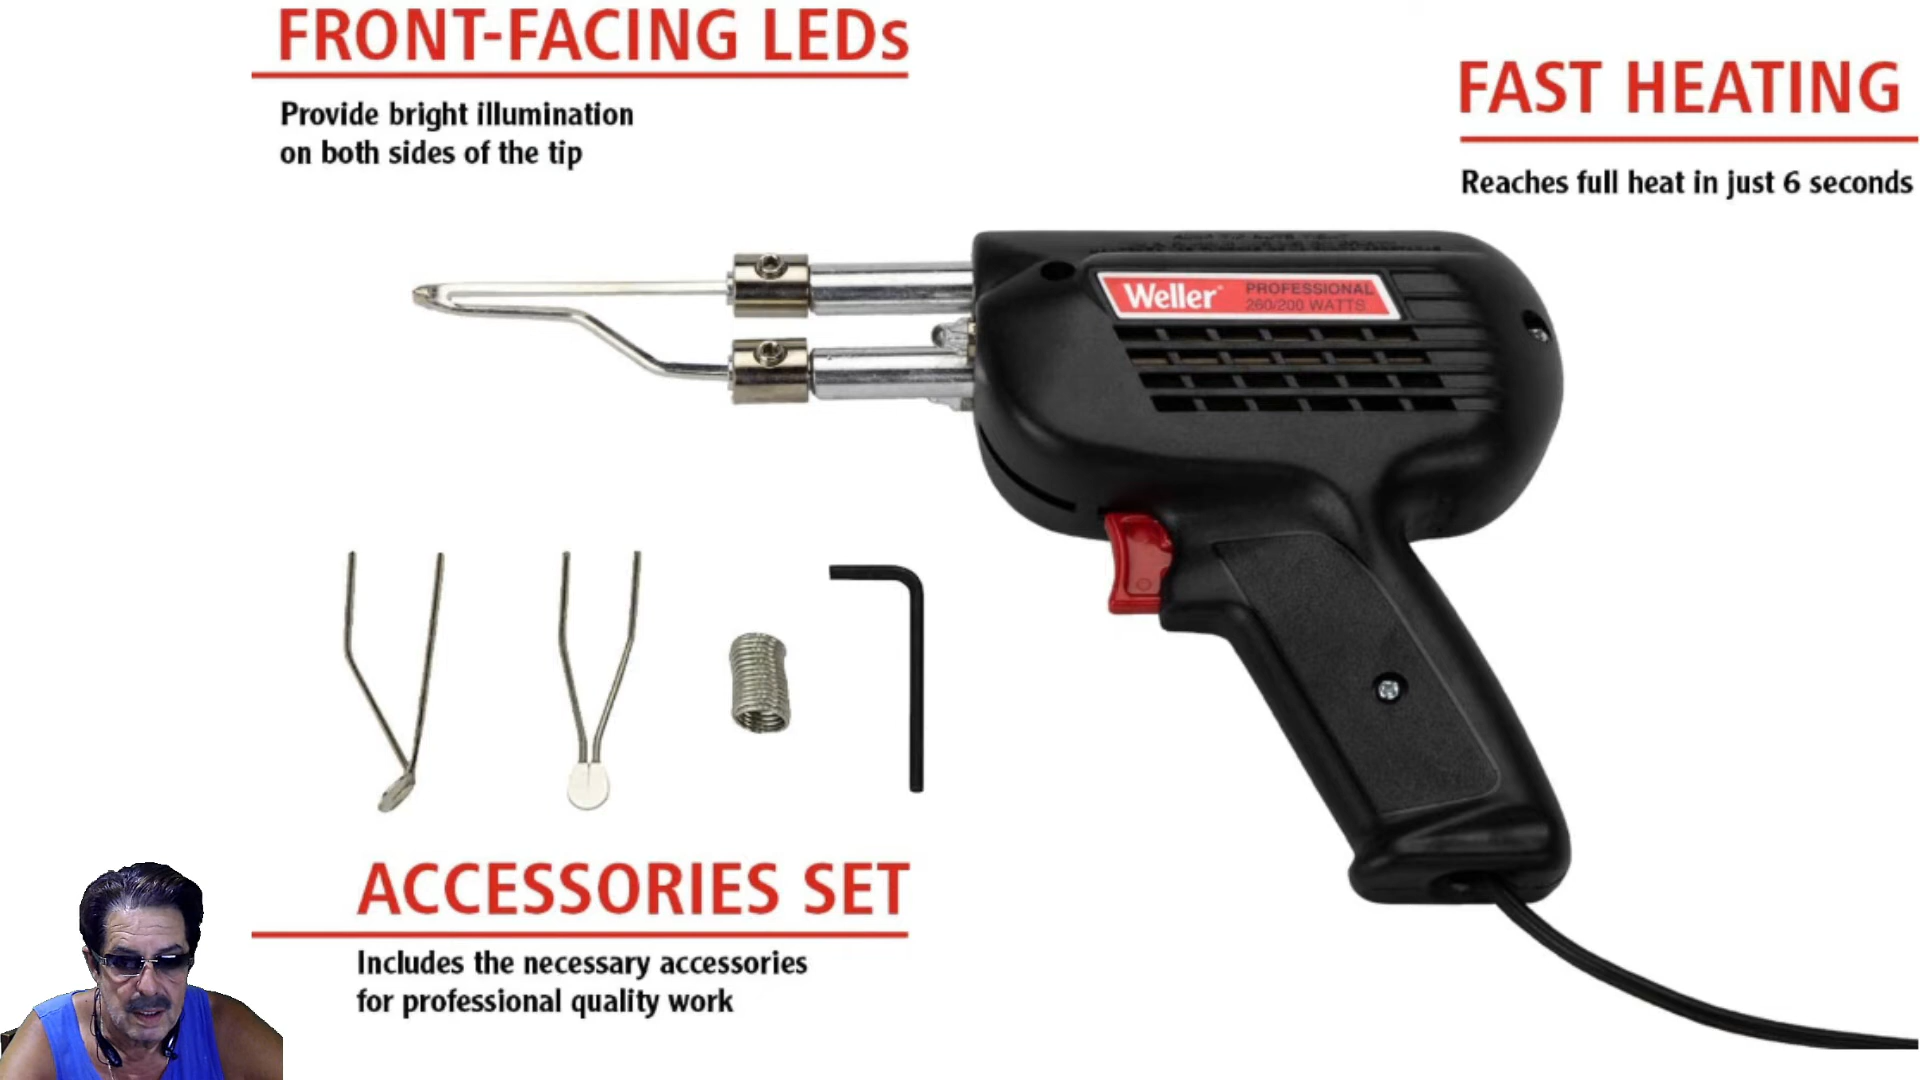 FRONT-FACING LEDs
Provide bright illumination
on both sides of the tip
FAST HEATING
Reaches full heat in just 6 seconds
Weller
PROFESSIONAL
260/200 WATTS
ACCESSORIES SET
Includes the necessary accessories
for professional quality work